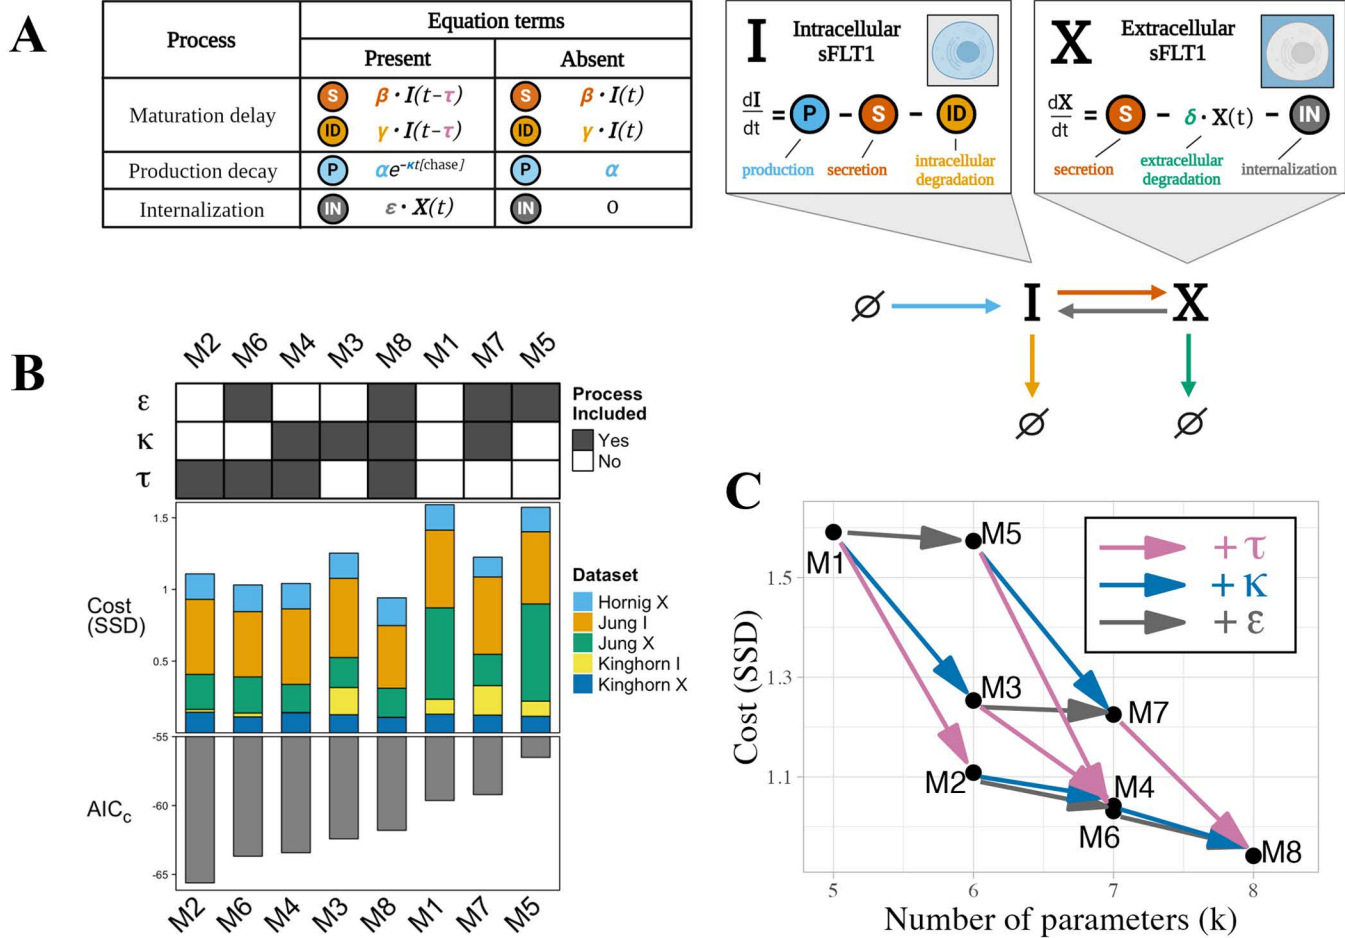 A
Process
Equation terms
Present
Absent
Maturation delay
S β · I(t-τ)
S β · I(t)
ID γ · I(t-τ)
ID γ · I(t)
Production decay
P αe^-κt[chase]
P α
Internalization
IN ε · X(t)
IN 0
I Intracellular
sFLT1
dI/dt = P – S – ID
production
secretion
intracellular
degradation
X Extracellular
sFLT1
dX/dt = S – δ · X(t) – IN
secretion
extracellular
degradation
internalization
∅ I X
∅ ∅
B
M2 M6 M4 M3 M8 M1 M7 M5
ε
κ
τ
Process
Included
Yes
No
Cost
(SSD)
1.5
1
0.5
Dataset
Hornig X
Jung I
Jung X
Kinghorn I
Kinghorn X
AICc
-55
-60
-65
M2 M6 M4 M3 M8 M1 M7 M5
C
Cost (SSD)
1.5
1.3
1.1
M1
M5
M3
M7
M2
M4
M6
M8
+ τ
+ κ
+ ε
5 6 7 8
Number of parameters (k)